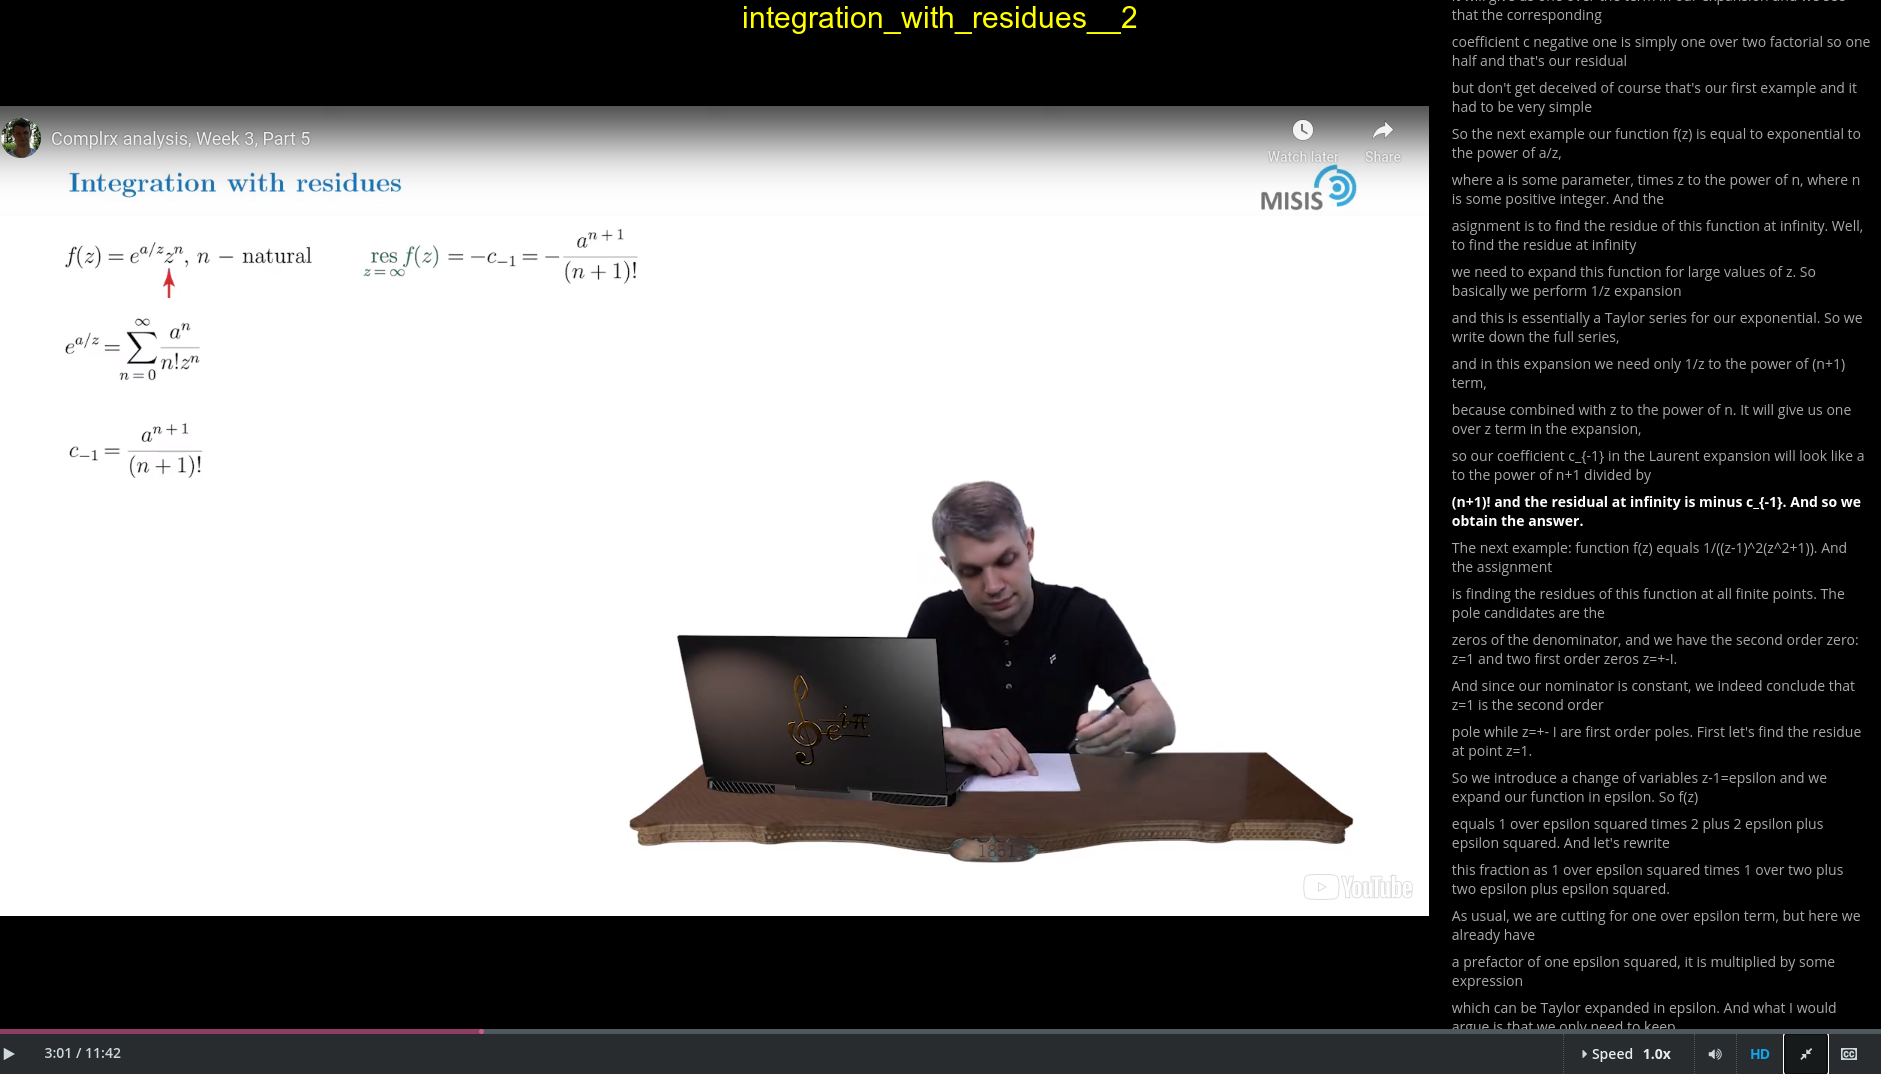 integration_with_residues__2
Complrx analysis, Week 3, Part 5
Watch later
Share
Integration with residues
MISIS
f(z) = e^{a/z} z^n, n − natural
res_{z=∞} f(z) = −c_{−1} = − a^{n+1} / (n + 1)!
e^{a/z} = ∑_{n=0}^{∞} a^n / n!z^n
c_{−1} = a^{n+1} / (n + 1)!
e^{iπ}
YouTube
that the corresponding
coefficient c negative one is simply one over two factorial so one
half and that's our residual
but don't get deceived of course that's our first example and it
had to be very simple
So the next example our function f(z) is equal to exponential to
the power of a/z,
where a is some parameter, times z to the power of n, where n
is some positive integer. And the
asignment is to find the residue of this function at infinity. Well,
to find the residue at infinity
we need to expand this function for large values of z. So
basically we perform 1/z expansion
and this is essentially a Taylor series for our exponential. So we
write down the full series,
and in this expansion we need only 1/z to the power of (n+1)
term,
because combined with z to the power of n. It will give us one
over z term in the expansion,
so our coefficient c_{-1} in the Laurent expansion will look like a
to the power of n+1 divided by
(n+1)! and the residual at infinity is minus c_{-1}. And so we
obtain the answer.
The next example: function f(z) equals 1/((z-1)^2(z^2+1)). And
the assignment
is finding the residues of this function at all finite points. The
pole candidates are the
zeros of the denominator, and we have the second order zero:
z=1 and two first order zeros z=+-I.
And since our nominator is constant, we indeed conclude that
z=1 is the second order
pole while z=+- I are first order poles. First let's find the residue
at point z=1.
So we introduce a change of variables z-1=epsilon and we
expand our function in epsilon. So f(z)
equals 1 over epsilon squared times 2 plus 2 epsilon plus
epsilon squared. And let's rewrite
this fraction as 1 over epsilon squared times 1 over two plus
two epsilon plus epsilon squared.
As usual, we are cutting for one over epsilon term, but here we
already have
a prefactor of one epsilon squared, it is multiplied by some
expression
which can be Taylor expanded in epsilon. And what I would
argue is that we only need to keep
3:01 / 11:42
Speed 1.0x
HD
CC